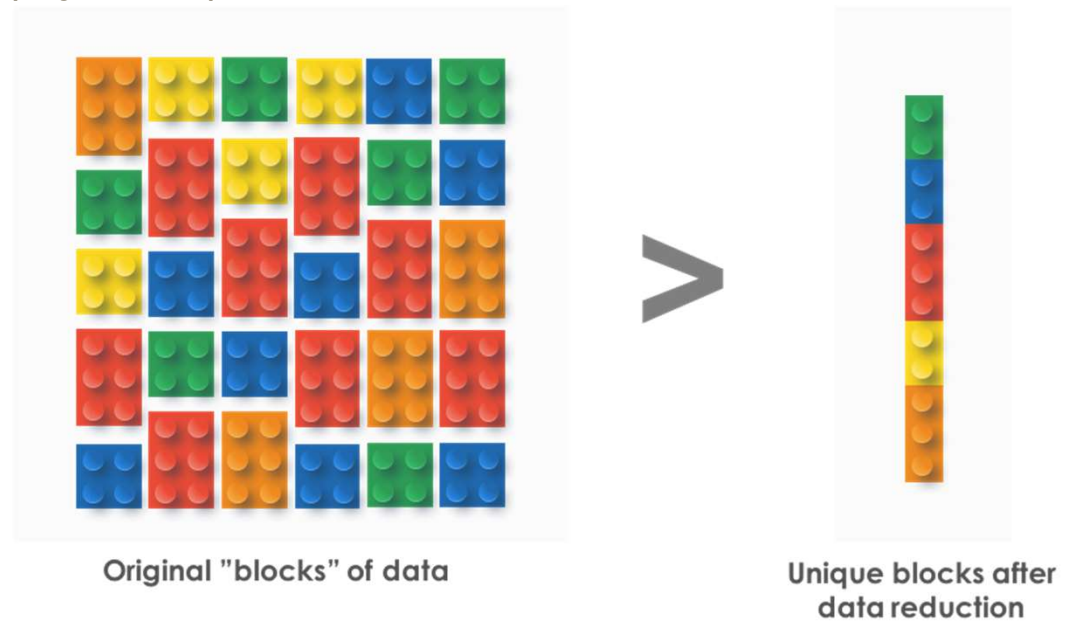 >
Original ”blocks” of data
Unique blocks after
data reduction